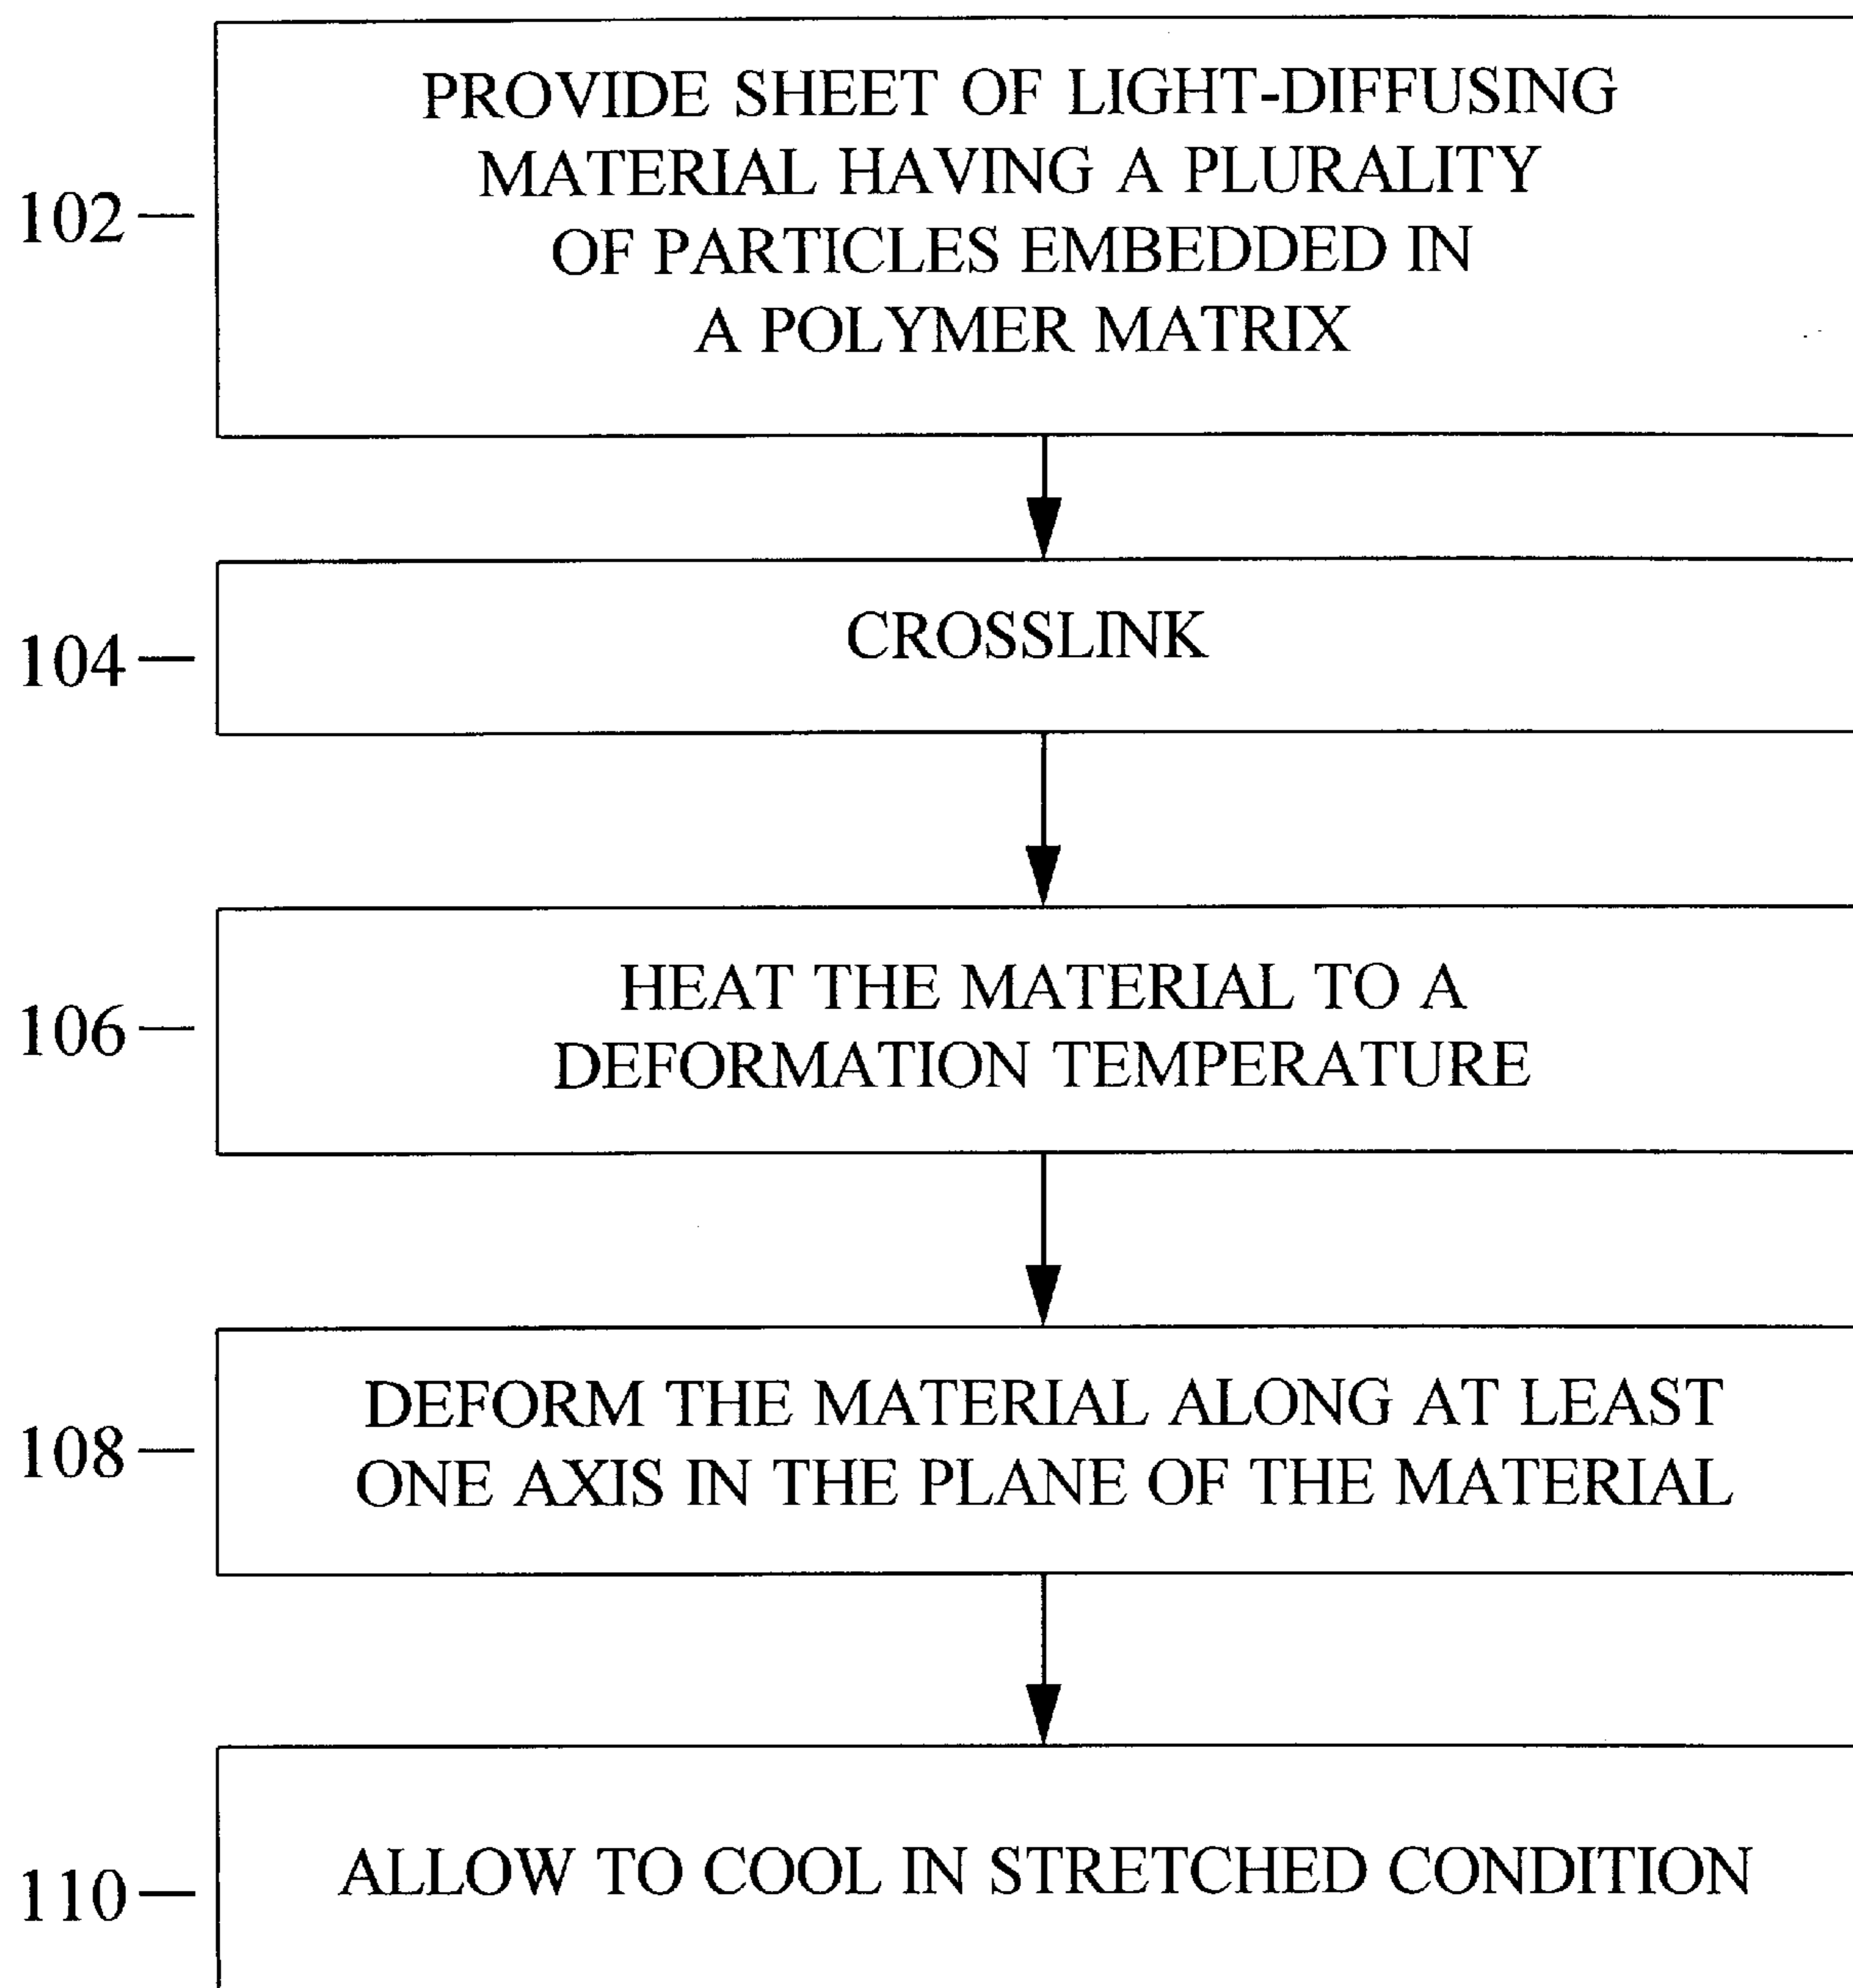 PROVIDE SHEET OF LIGHT-DIFFUSING
MATERIAL HAVING A PLURALITY
102
OF PARTICLES EMBEDDED IN
A POLYMER MATRIX
CROSSLINK
104
HEAT THE MATERIAL TO A
106
DEFORMATION TEMPERATURE
DEFORM THE MATERIAL ALONG AT LEAST
108
ONE AXIS IN THE PLANE OF THE MATERIAL
ALLOW TO COOL IN STRETCHED CONDITION
110